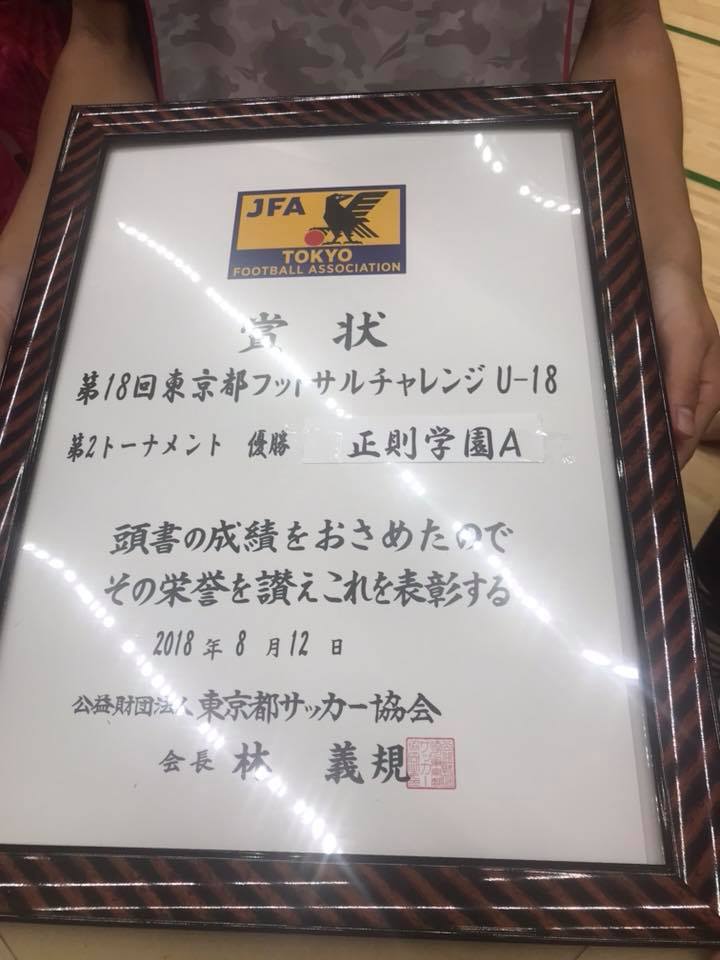 JFA
TOKYO
FOOTBALL ASSOCIATION
賞 状
第18回東京都フットサルチャレンジ U-18
第2トーナメント 優勝 正則学園A
頭書の成績をおさめたので
その栄誉を讃えこれを表彰する
2018 年 8 月 12 日
公益財団法人 東京都サッカー協会
会長 林 義規